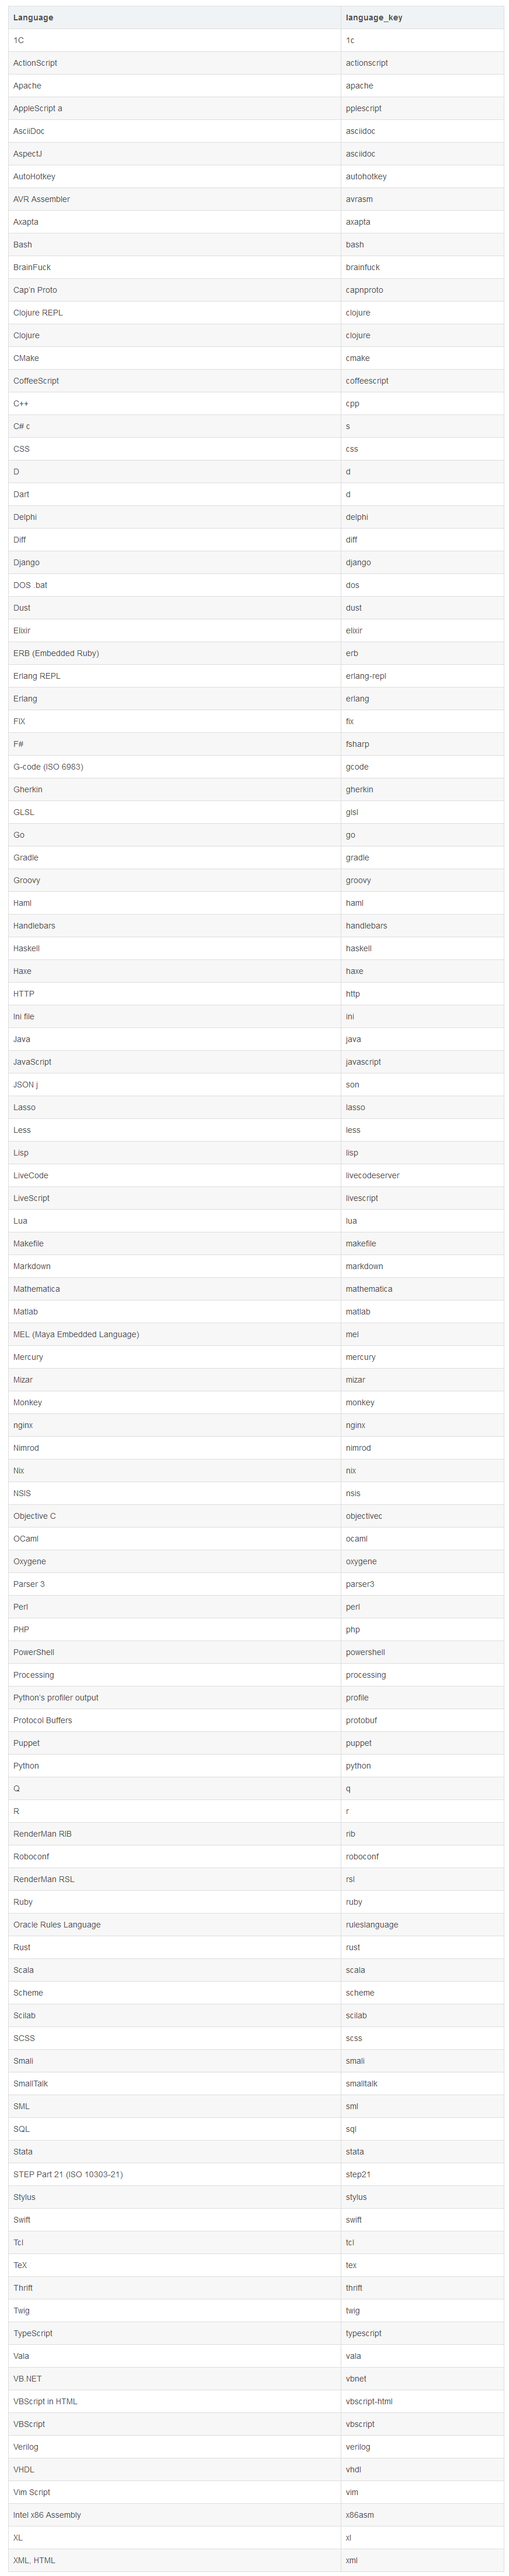 Language language_key
1C 1c
ActionScript actionscript
Apache apache
AppleScript a pplescript
AsciiDoc asciidoc
AspectJ asciidoc
AutoHotkey autohotkey
AVR Assembler avrasm
Axapta axapta
Bash bash
BrainFuck brainfuck
Cap’n Proto capnproto
Clojure REPL clojure
Clojure clojure
CMake cmake
CoffeeScript coffeescript
C++ cpp
C# c s
CSS css
D d
Dart d
Delphi delphi
Diff diff
Django django
DOS .bat dos
Dust dust
Elixir elixir
ERB (Embedded Ruby) erb
Erlang REPL erlang-repl
Erlang erlang
FIX fix
F# fsharp
G-code (ISO 6983) gcode
Gherkin gherkin
GLSL glsl
Go go
Gradle gradle
Groovy groovy
Haml haml
Handlebars handlebars
Haskell haskell
Haxe haxe
HTTP http
Ini file ini
Java java
JavaScript javascript
JSON j son
Lasso lasso
Less less
Lisp lisp
LiveCode livecodeserver
LiveScript livescript
Lua lua
Makefile makefile
Markdown markdown
Mathematica mathematica
Matlab matlab
MEL (Maya Embedded Language) mel
Mercury mercury
Mizar mizar
Monkey monkey
nginx nginx
Nimrod nimrod
Nix nix
NSIS nsis
Objective C objectivec
OCaml ocaml
Oxygene oxygene
Parser 3 parser3
Perl perl
PHP php
PowerShell powershell
Processing processing
Python’s profiler output profile
Protocol Buffers protobuf
Puppet puppet
Python python
Q q
R r
RenderMan RIB rib
Roboconf roboconf
RenderMan RSL rsl
Ruby ruby
Oracle Rules Language ruleslanguage
Rust rust
Scala scala
Scheme scheme
Scilab scilab
SCSS scss
Smali smali
SmallTalk smalltalk
SML sml
SQL sql
Stata stata
STEP Part 21 (ISO 10303-21) step21
Stylus stylus
Swift swift
Tcl tcl
TeX tex
Thrift thrift
Twig twig
TypeScript typescript
Vala vala
VB.NET vbnet
VBScript in HTML vbscript-html
VBScript vbscript
Verilog verilog
VHDL vhdl
Vim Script vim
Intel x86 Assembly x86asm
XL xl
XML, HTML xml